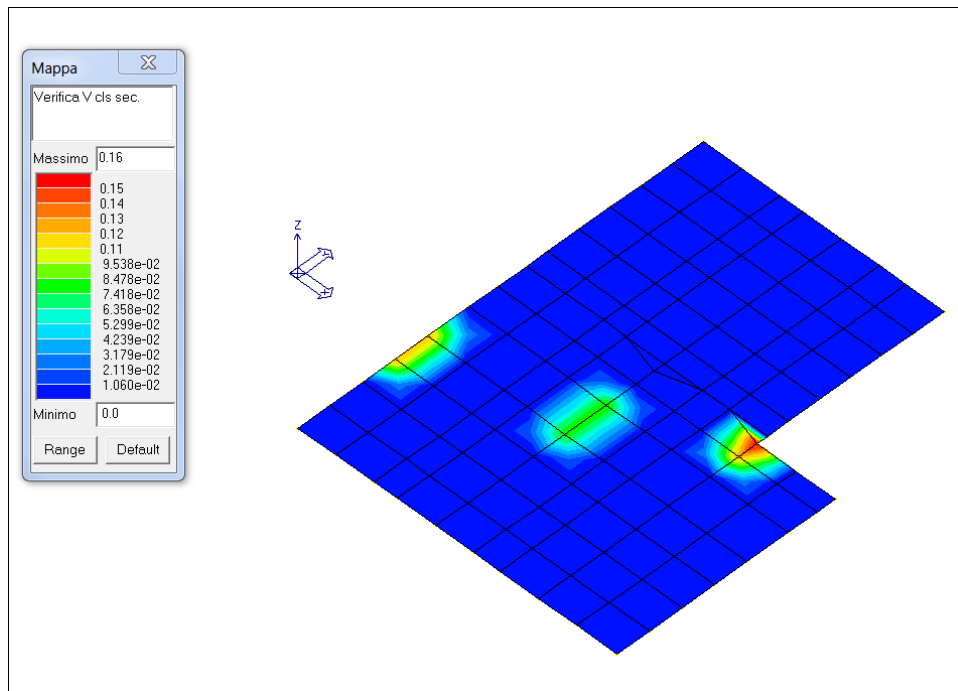 Mappa
Verifica V cls sec.
Massimo 0.16
0.15
0.14
0.13
0.12
0.11
9.538e-02
8.478e-02
7.418e-02
6.358e-02
5.299e-02
4.239e-02
3.179e-02
2.119e-02
1.060e-02
Minimo 0.0
Range Default
Z